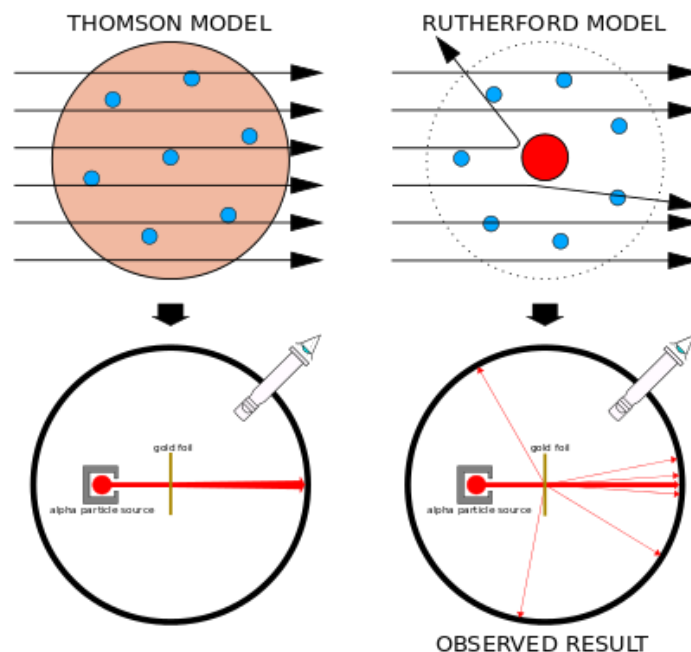 THOMSON MODEL
RUTHERFORD MODEL
gold foil
alpha particle source
gold foil
alpha particle source
OBSERVED RESULT